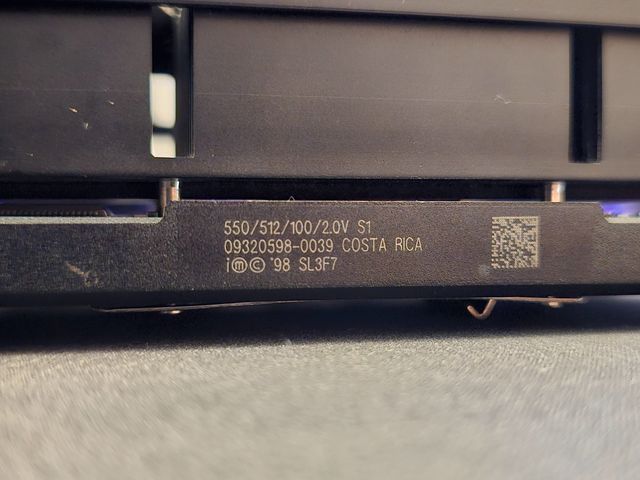 550/512/100/2.0V S1
09320598-0039 COSTA RICA
i ⓜ © '98 SL3F7